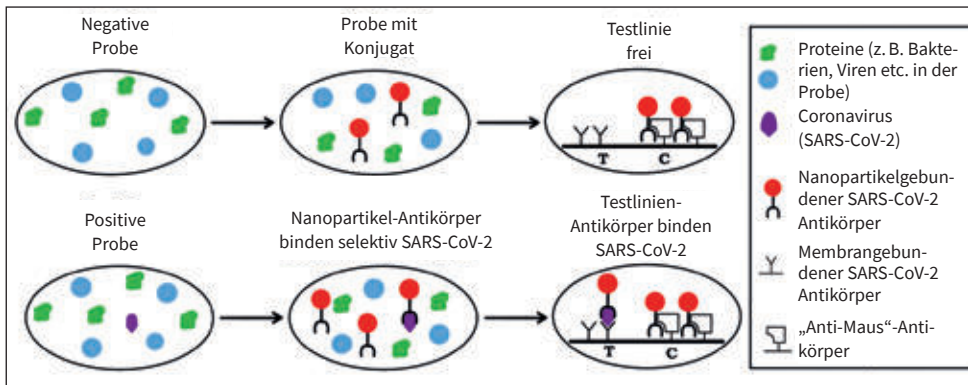 Negative
Probe
Probe mit
Konjugat
Testlinie
frei
T C
Positive
Probe
Nanopartikel-Antikörper
binden selektiv SARS-CoV-2
Testlinien-
Antikörper binden
SARS-CoV-2
T C
Proteine (z. B. Bakte-
rien, Viren etc. in der
Probe)
Coronavirus
(SARS-CoV-2)
Nanopartikelge­bun-
dener SARS-CoV-2
Antikörper
Membrangebun-
dener SARS-CoV-2
Antikörper
„Anti-Maus“-Anti-
körper